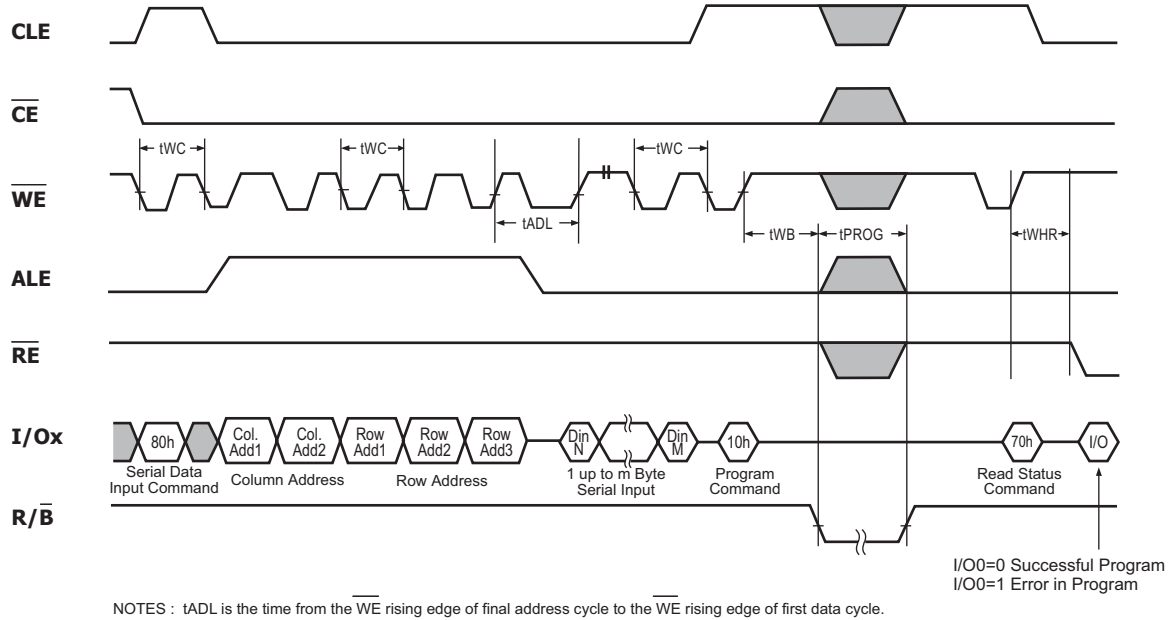 CLE
CE
tWC
tWC
tWC
WE
tADL
tWB
tPROG
tWHR
ALE
RE
I/Ox
80h
Col. Add1
Col. Add2
Row Add1
Row Add2
Row Add3
Din N
Din M
10h
70h
I/O
Serial Data
Input Command
Column Address
Row Address
1 up to m Byte
Serial Input
Program
Command
Read Status
Command
R/B
I/O0=0 Successful Program
I/O0=1 Error in Program
NOTES : tADL is the time from the WE rising edge of final address cycle to the WE rising edge of first data cycle.